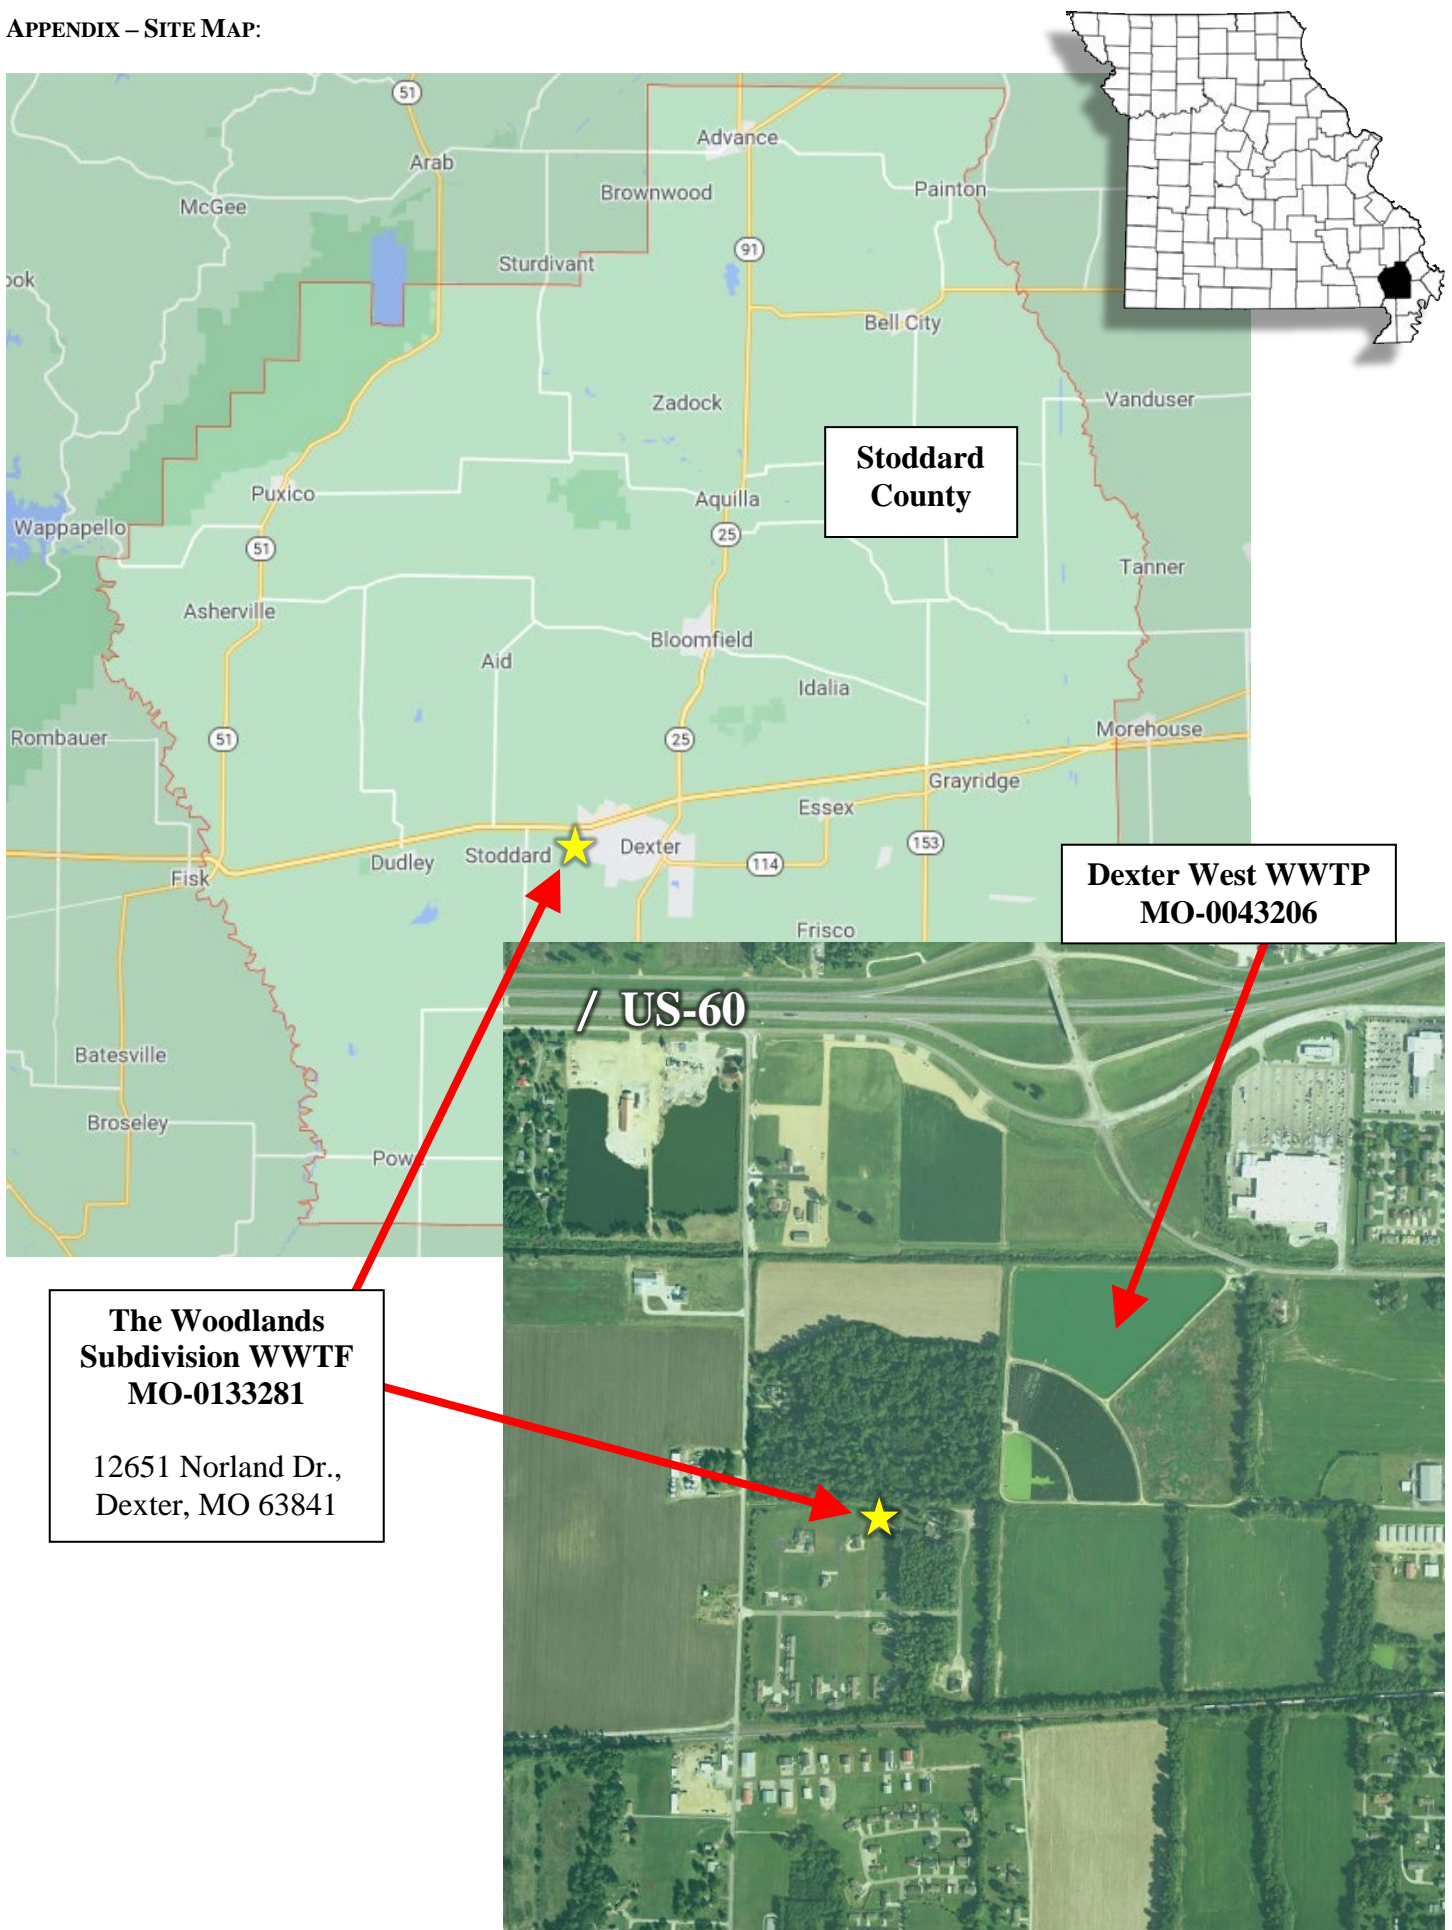 APPENDIX – SITE MAP:
51
Arab
Advance
McGee
Brownwood
Painton
91
Sturdivant
ook
Bell City
Zadock
Vanduser
Stoddard
County
Puxico
Aquilla
Wappapello
25
51
Tanner
Asherville
Bloomfield
Aid
Idalia
Rombauer
51
25
Morehouse
Grayridge
Essex
Dudley
Stoddard
Dexter
153
114
Fisk
Dexter West WWTP
MO-0043206
Frisco
/ US-60
Batesville
Broseley
Powe
The Woodlands
Subdivision WWTF
MO-0133281
12651 Norland Dr.,
Dexter, MO 63841